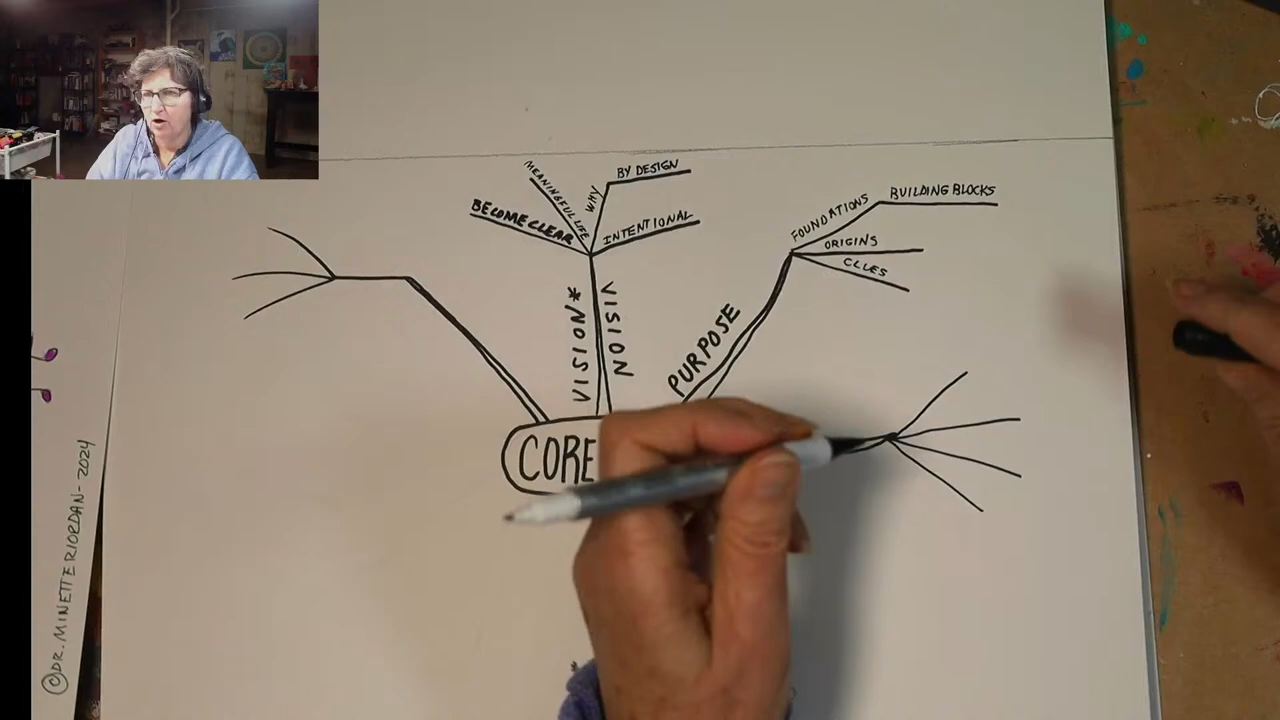 MEANINGFUL LIFE
WHY
BY DESIGN
BECOME CLEAR
INTENTIONAL
VISION*
VISION
FOUNDATIONS
BUILDING BLOCKS
ORIGINS
CLUES
PURPOSE
CORE
©DR. MINETTE RIORDAN - 2024